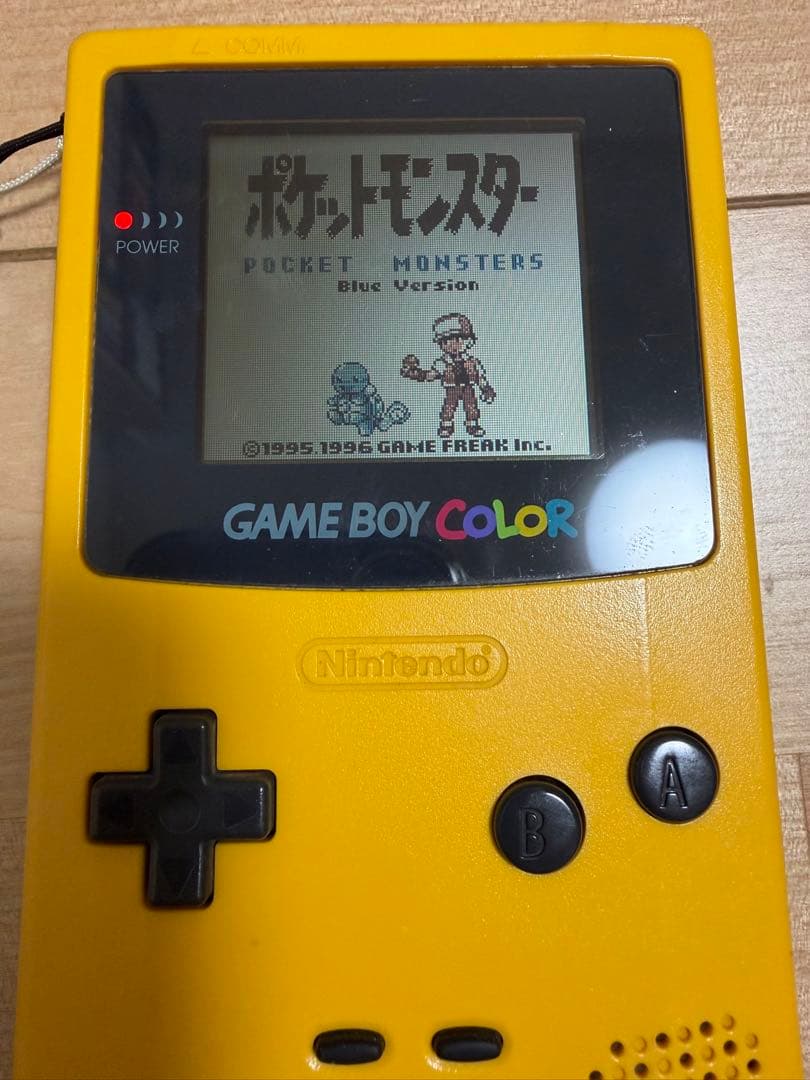 COMM.
POWER
ポケットモンスター
POCKET MONSTERS
Blue Version
©1995.1996 GAME FREAK Inc.
GAME BOY COLOR
Nintendo®
A
B